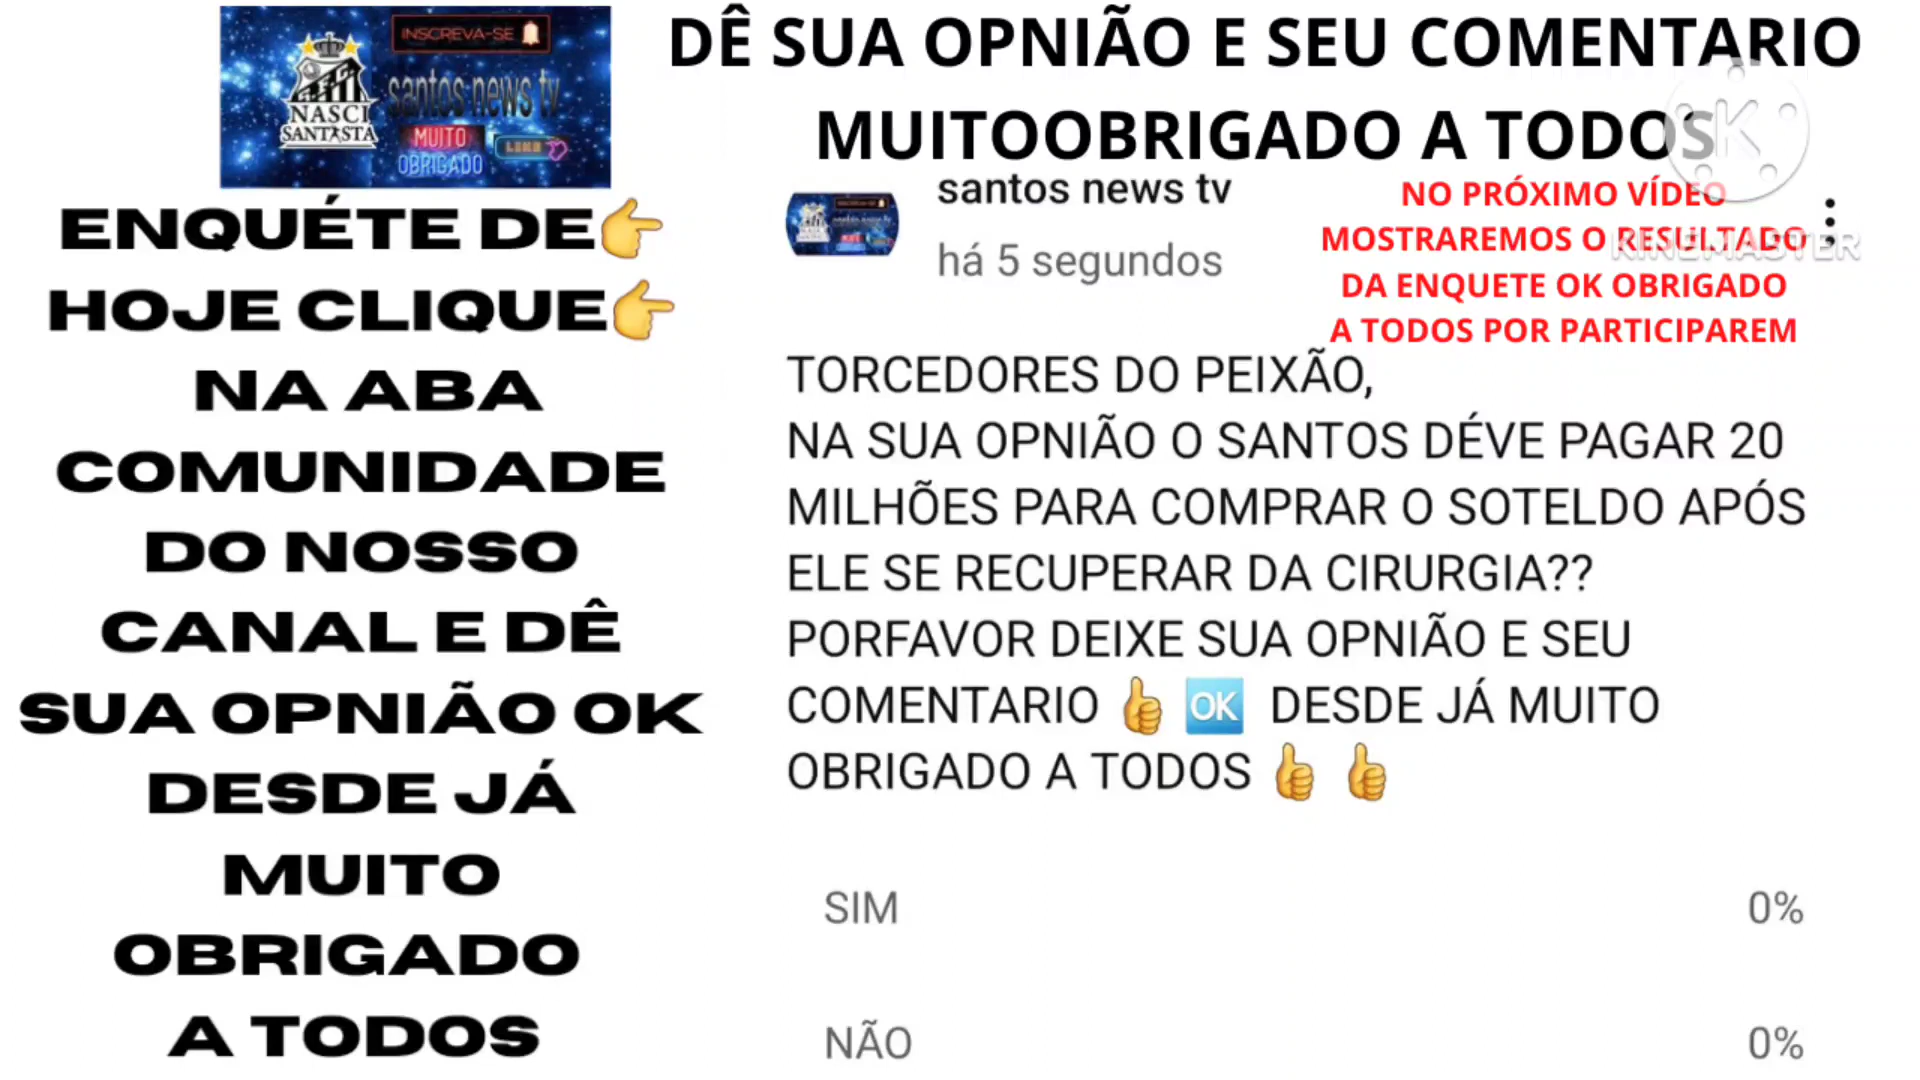 INSCREVA-SE
santos news tv
NASCI
SANTISTA
MUITO
OBRIGADO
LIKE
ENQUÉTE DE👉
HOJE CLIQUE👉
NA ABA
COMUNIDADE
DO NOSSO
CANAL E DÊ
SUA OPNIÃO OK
DESDE JÁ
MUITO
OBRIGADO
A TODOS
DÊ SUA OPNIÃO E SEU COMENTARIO
MUITOOBRIGADO A TODOS
K
KINEMASTER
santos news tv
há 5 segundos
NO PRÓXIMO VÍDEO
MOSTRAREMOS O RESULTADO
DA ENQUETE OK OBRIGADO
A TODOS POR PARTICIPAREM
TORCEDORES DO PEIXÃO,
NA SUA OPNIÃO O SANTOS DÉVE PAGAR 20
MILHÕES PARA COMPRAR O SOTELDO APÓS
ELE SE RECUPERAR DA CIRURGIA??
PORFAVOR DEIXE SUA OPNIÃO E SEU
COMENTARIO 👍 🆗 DESDE JÁ MUITO
OBRIGADO A TODOS 👍 👍
SIM 0%
NÃO 0%